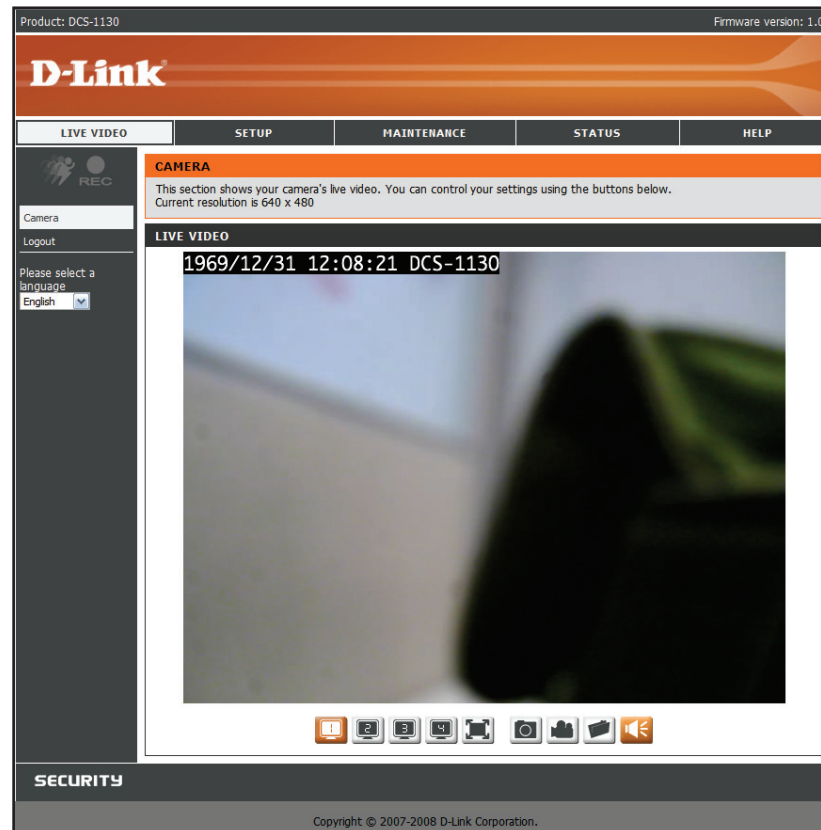 Product: DCS-1130 Firmware version: 1.0
D-Link
LIVE VIDEO SETUP MAINTENANCE STATUS HELP
REC
CAMERA
This section shows your camera's live video. You can control your settings using the buttons below.
Current resolution is 640 x 480
Camera
Logout
Please select a
language
English
LIVE VIDEO
1969/12/31 12:08:21 DCS-1130
1 2 3 4
SECURITY
Copyright © 2007-2008 D-Link Corporation.